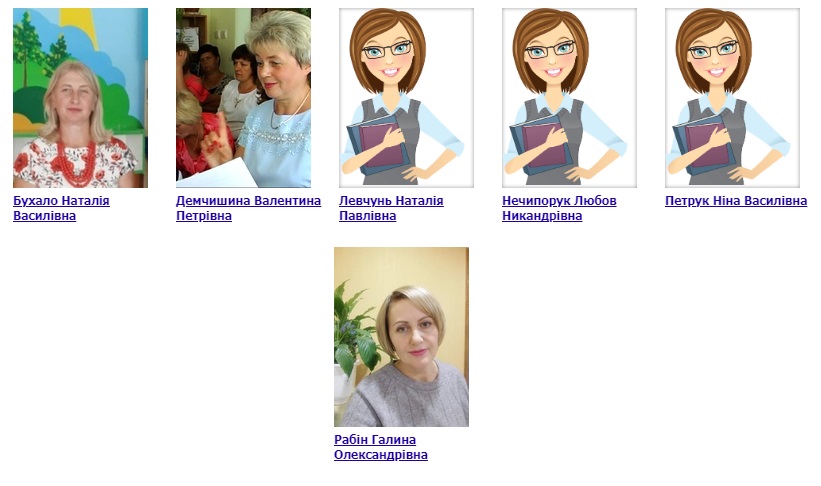 Бухало Наталія
Василівна
Демчишина Валентина
Петрівна
Левчунь Наталія
Павлівна
Нечипорук Любов
Никандрівна
Петрук Ніна Василівна
Рабін Галина
Олександрівна